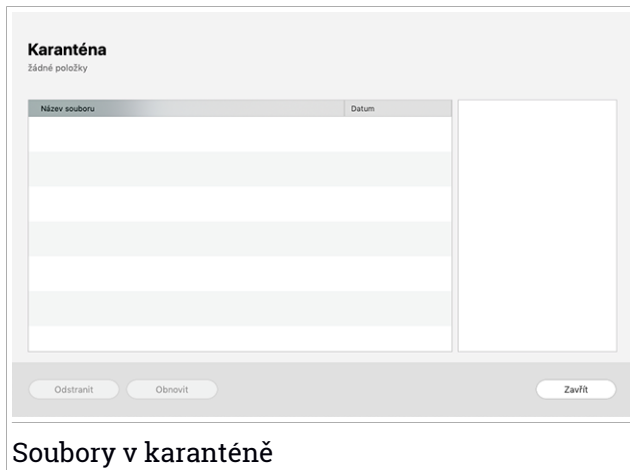 Karanténa
žádné položky
Název souboru Datum
Odstranit Obnovit Zavřít
Soubory v karanténě